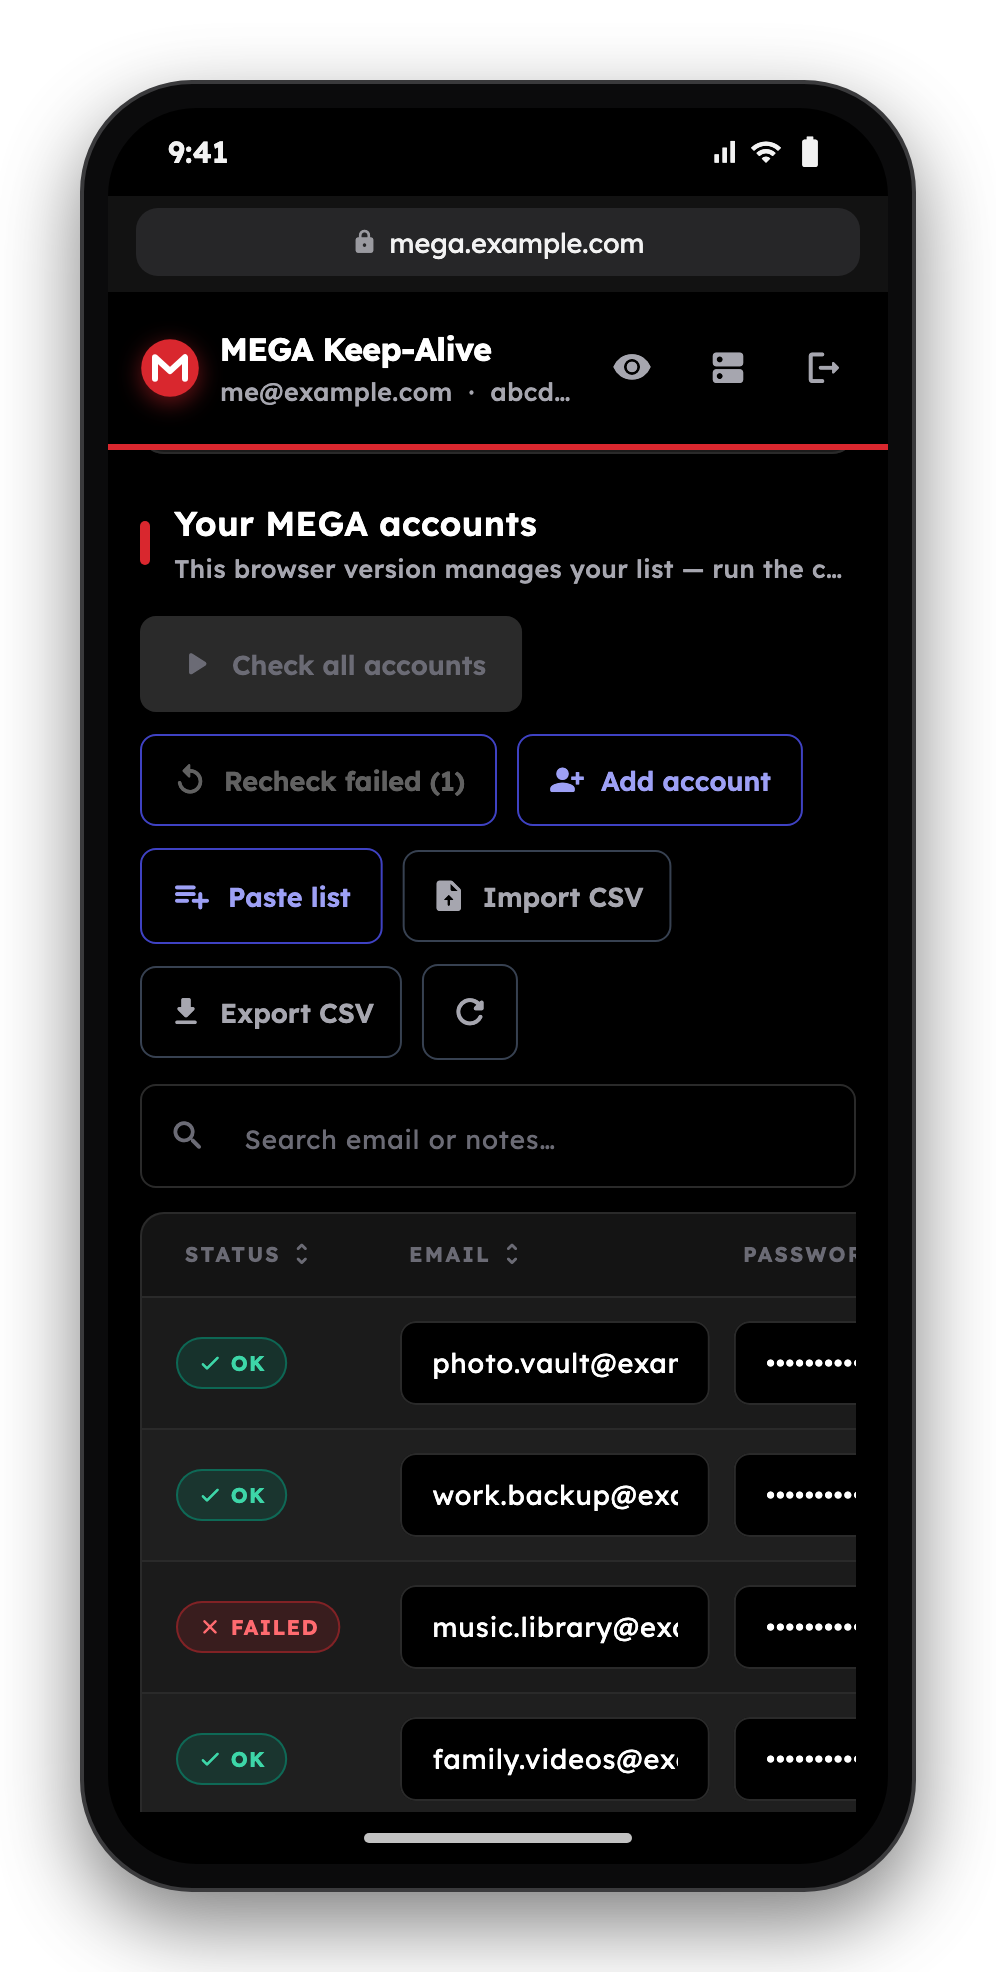 9:41
mega.example.com
MEGA Keep-Alive
me@example.com · abcd…
Your MEGA accounts
This browser version manages your list — run the c…
Check all accounts
Recheck failed (1)
Add account
Paste list
Import CSV
Export CSV
Search email or notes…
STATUS EMAIL PASSWOR
OK photo.vault@exar ••••••••••
OK work.backup@exc ••••••••••
FAILED music.library@exc ••••••••••
OK family.videos@ex ••••••••••